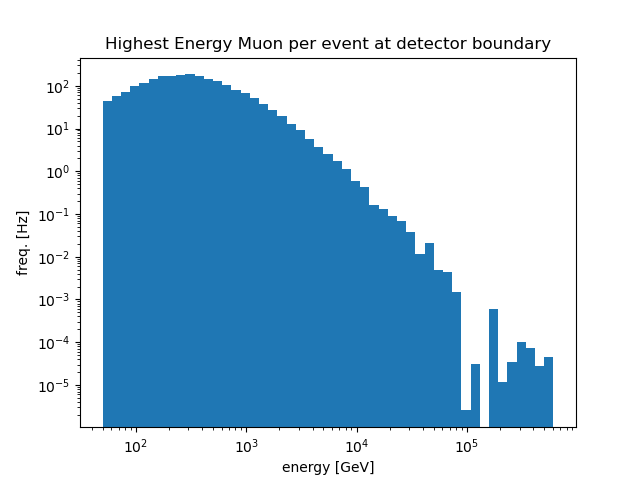 Highest Energy Muon per event at detector boundary
freq. [Hz]
10²
10¹
10⁰
10⁻¹
10⁻²
10⁻³
10⁻⁴
10⁻⁵
10² 10³ 10⁴ 10⁵
energy [GeV]